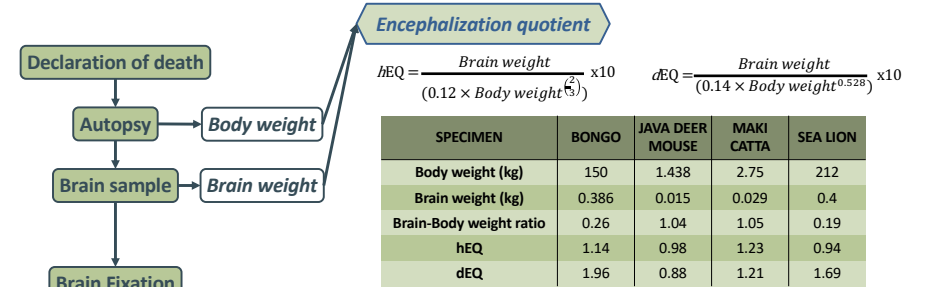 Encephalization quotient
Declaration of death
Autopsy
Body weight
Brain sample
Brain weight
Brain Fixation
hEQ = Brain weight / (0.12 × Body weight^(2/3)) x10
dEQ = Brain weight / (0.14 × Body weight^0.528) x10
SPECIMEN BONGO JAVA DEER MOUSE MAKI CATTA SEA LION
Body weight (kg) 150 1.438 2.75 212
Brain weight (kg) 0.386 0.015 0.029 0.4
Brain-Body weight ratio 0.26 1.04 1.05 0.19
hEQ 1.14 0.98 1.23 0.94
dEQ 1.96 0.88 1.21 1.69